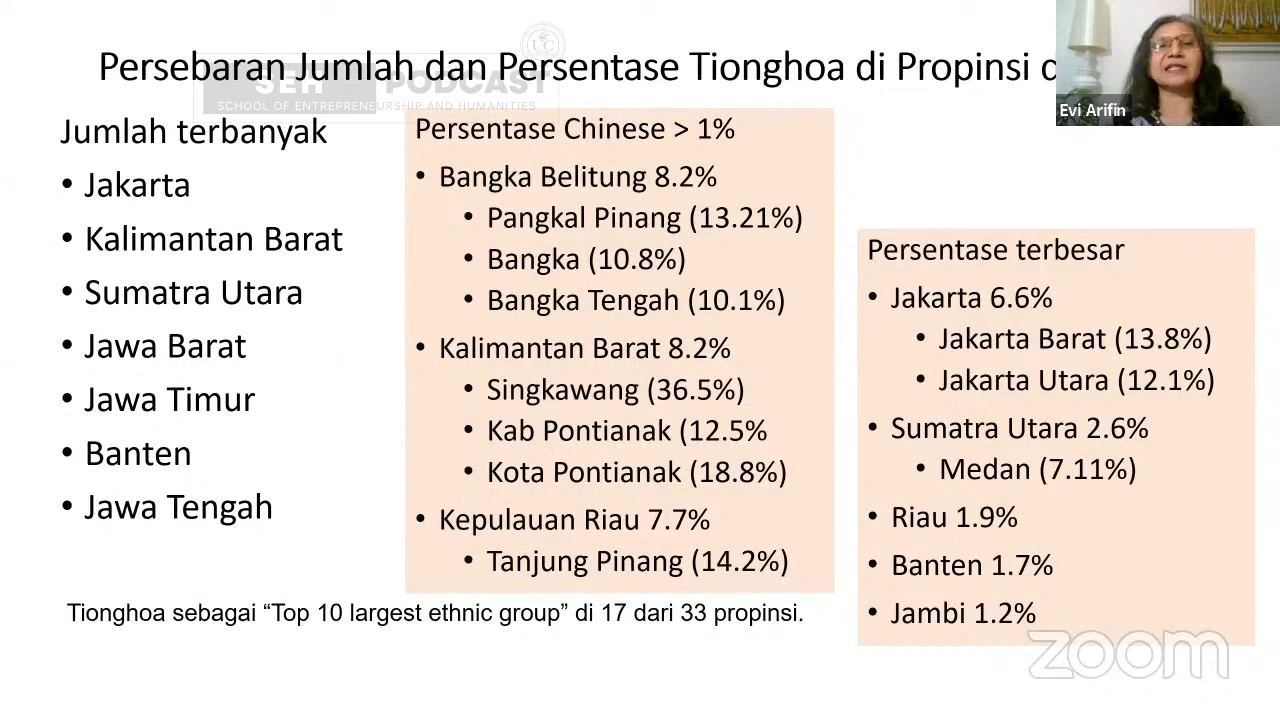 Persebaran Jumlah dan Persentase Tionghoa di Propinsi
SEH PODCAST
SCHOOL OF ENTREPRENEURSHIP AND HUMANITIES
UC
Evi Arifin
Jumlah terbanyak
• Jakarta
• Kalimantan Barat
• Sumatra Utara
• Jawa Barat
• Jawa Timur
• Banten
• Jawa Tengah
Persentase Chinese > 1%
• Bangka Belitung 8.2%
• Pangkal Pinang (13.21%)
• Bangka (10.8%)
• Bangka Tengah (10.1%)
• Kalimantan Barat 8.2%
• Singkawang (36.5%)
• Kab Pontianak (12.5%
• Kota Pontianak (18.8%)
• Kepulauan Riau 7.7%
• Tanjung Pinang (14.2%)
Persentase terbesar
• Jakarta 6.6%
• Jakarta Barat (13.8%)
• Jakarta Utara (12.1%)
• Sumatra Utara 2.6%
• Medan (7.11%)
• Riau 1.9%
• Banten 1.7%
• Jambi 1.2%
Tionghoa sebagai “Top 10 largest ethnic group” di 17 dari 33 propinsi.
zoom